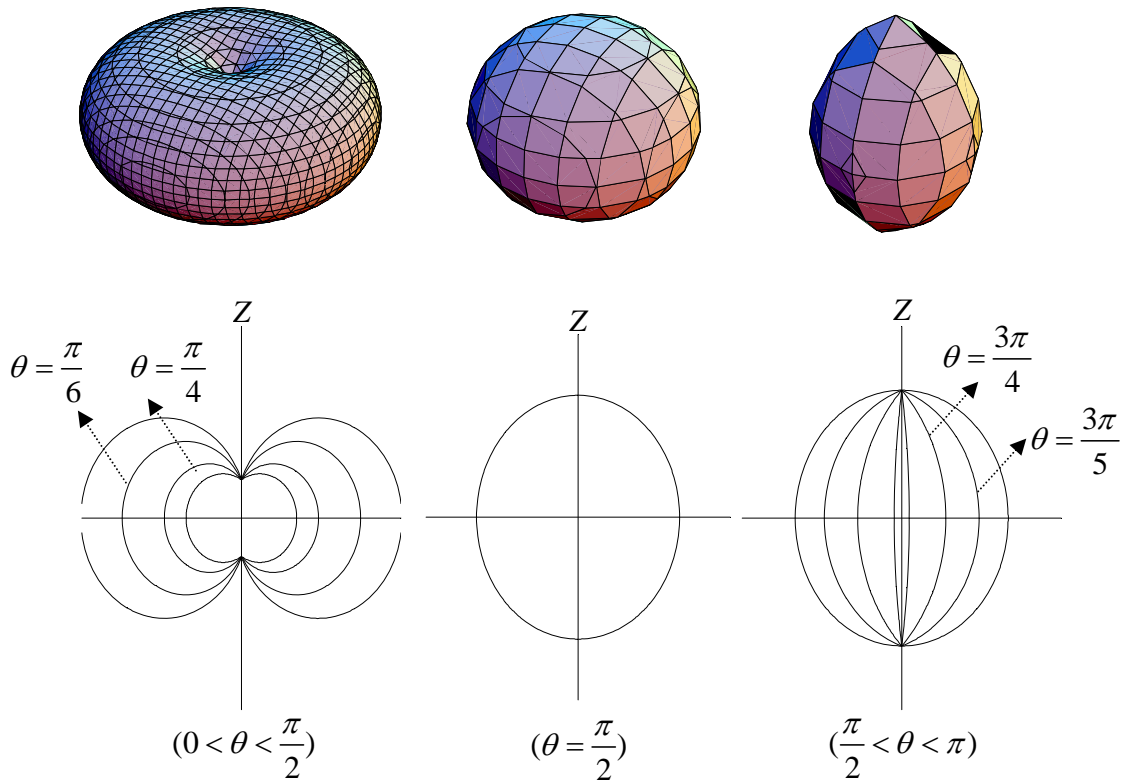 Z
Z
Z
θ = π/6
θ = π/4
θ = 3π/4
θ = 3π/5
(0 < θ < π/2)
(θ = π/2)
(π/2 < θ < π)